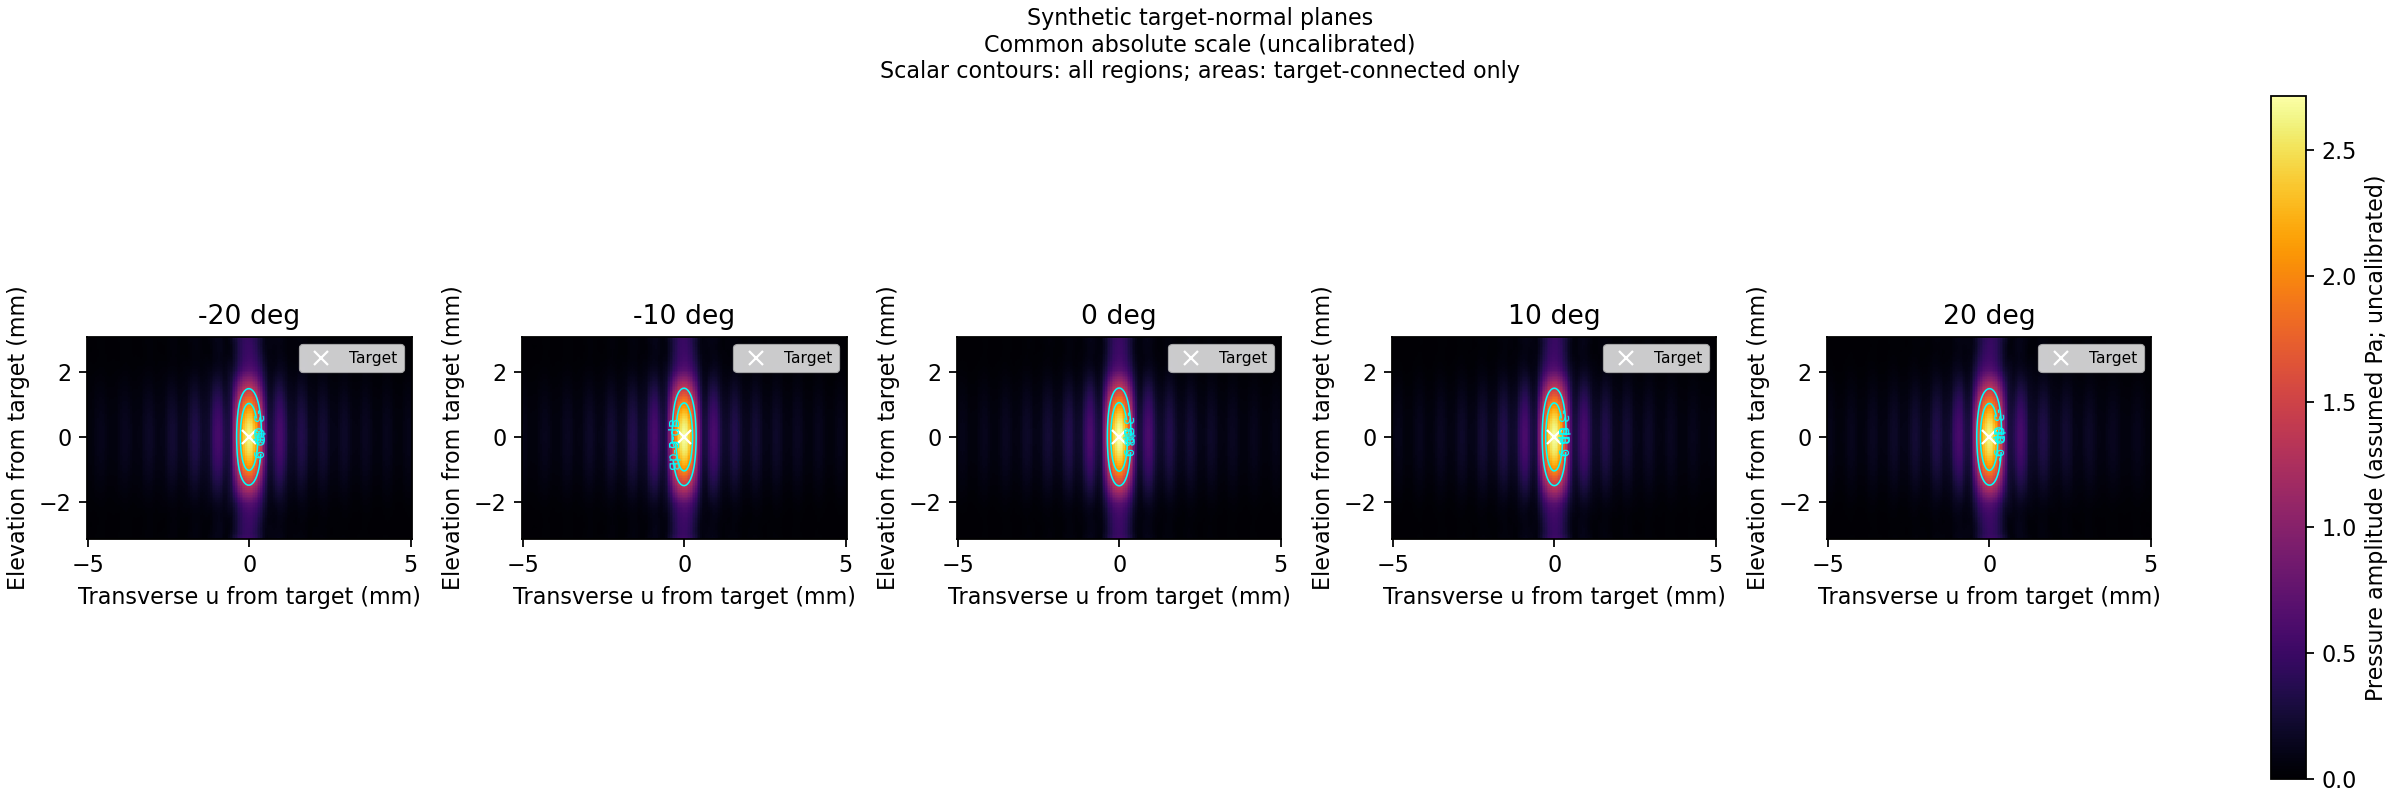 Synthetic target-normal planes
Common absolute scale (uncalibrated)
Scalar contours: all regions; areas: target-connected only
-20 deg
-10 deg
0 deg
10 deg
20 deg
Target
Target
Target
Target
Target
Elevation from target (mm)
Elevation from target (mm)
Elevation from target (mm)
Elevation from target (mm)
Elevation from target (mm)
2
0
−2
2
0
−2
2
0
−2
2
0
−2
2
0
−2
−5 0 5
−5 0 5
−5 0 5
−5 0 5
−5 0 5
Transverse u from target (mm)
Transverse u from target (mm)
Transverse u from target (mm)
Transverse u from target (mm)
Transverse u from target (mm)
2.5
2.0
1.5
1.0
0.5
0.0
Pressure amplitude (assumed Pa; uncalibrated)